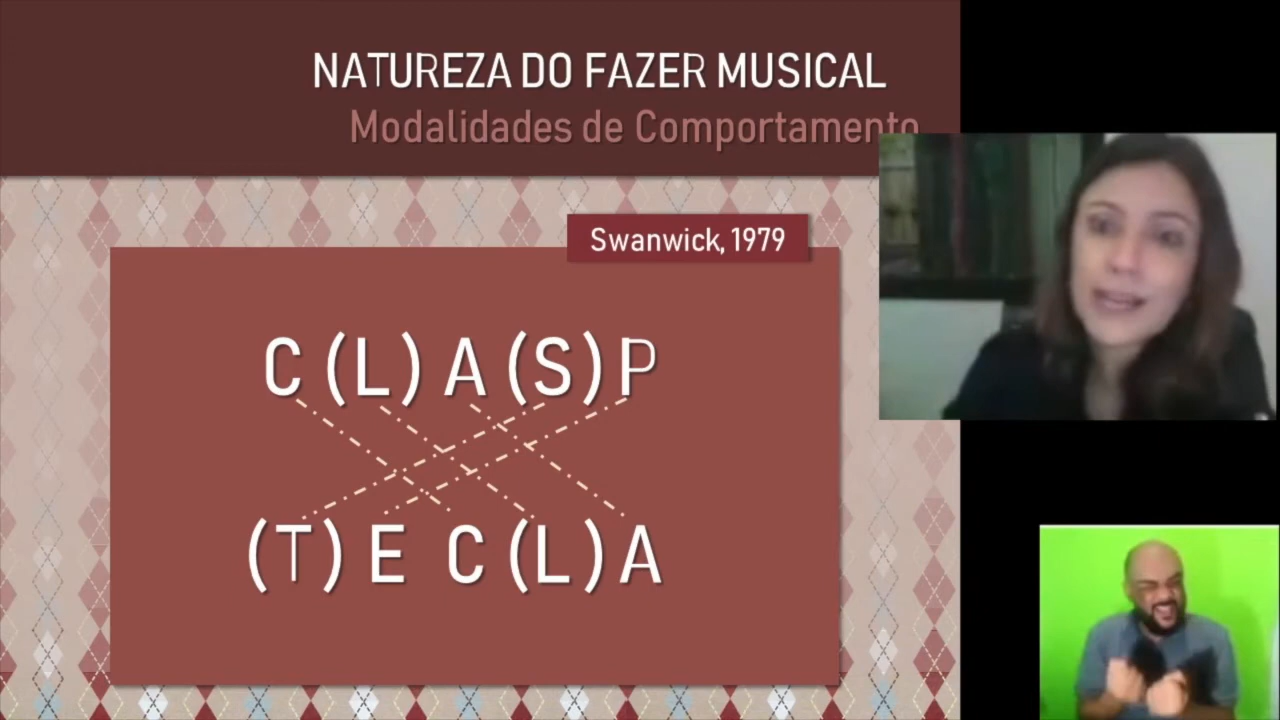 NATUREZA DO FAZER MUSICAL
Modalidades de Comportamento
Swanwick, 1979
C (L) A (S) P
(T) E C (L) A